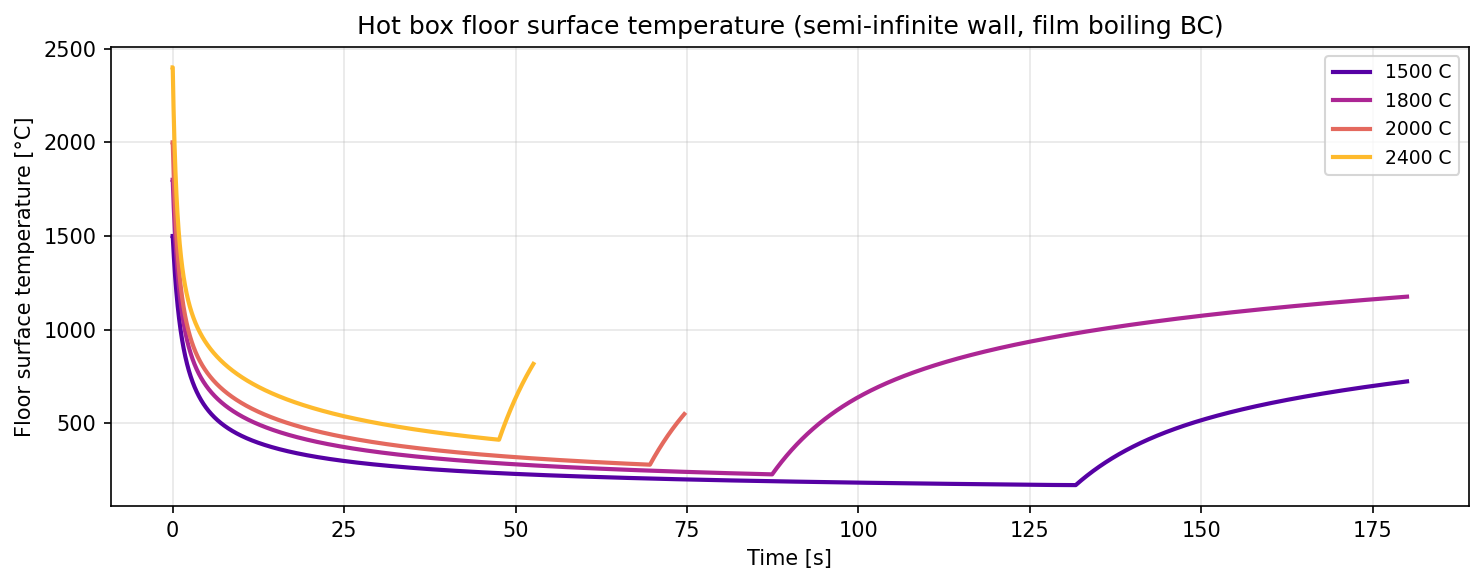 Hot box floor surface temperature (semi-infinite wall, film boiling BC)
Floor surface temperature [°C]
2500
2000
1500
1000
500
1500 C
1800 C
2000 C
2400 C
0
25
50
75
100
125
150
175
Time [s]